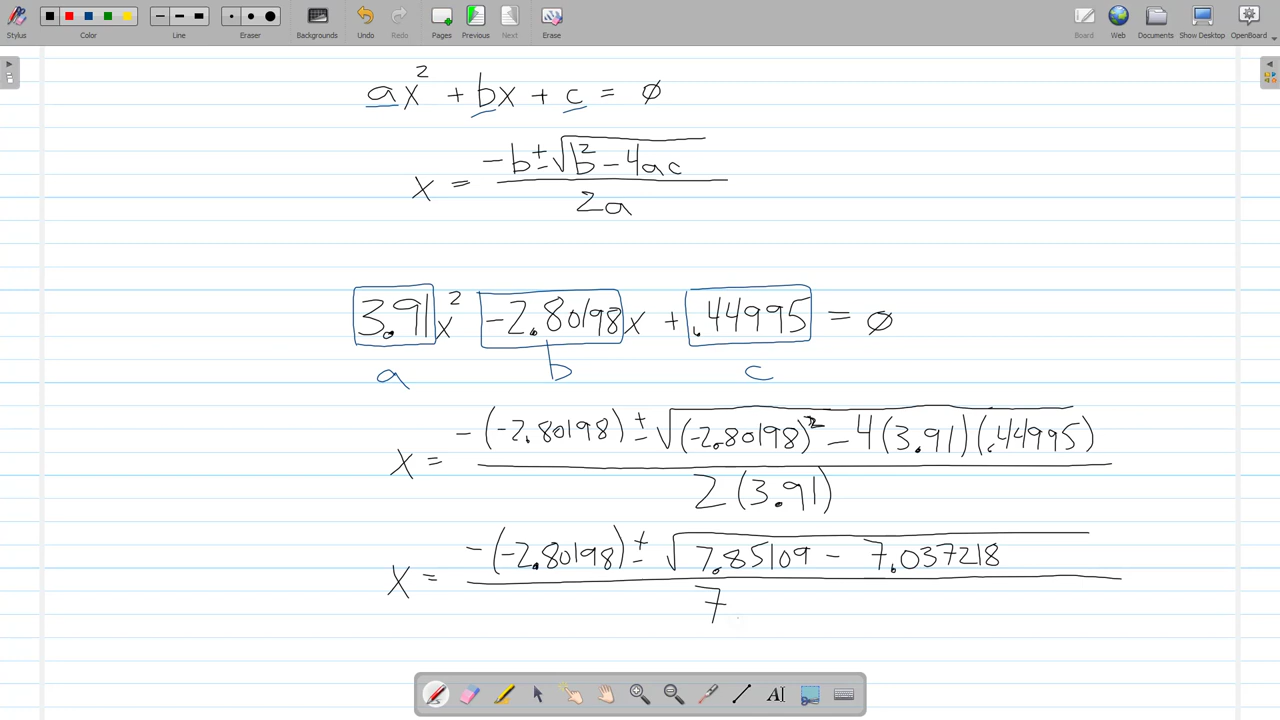 Stylus Color Line Eraser Backgrounds Undo Redo Pages Previous Next Erase Board Web Documents Show Desktop OpenBoard
ax² + bx + c = ∅
x = (-b ± √(b² - 4ac)) / 2a
3.91x² -2.80198x + .44995 = ∅
a b c
x = (-(-2.80198) ± √((-2.80198)² - 4(3.91)(.44995))) / 2(3.91)
x = (-(-2.80198) ± √(7.85109 - 7.037218)) / 7